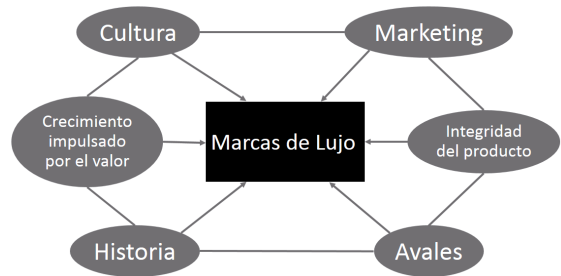 Cultura
Marketing
Crecimiento
impulsado
por el valor
Marcas de Lujo
Integridad
del producto
Historia
Avales